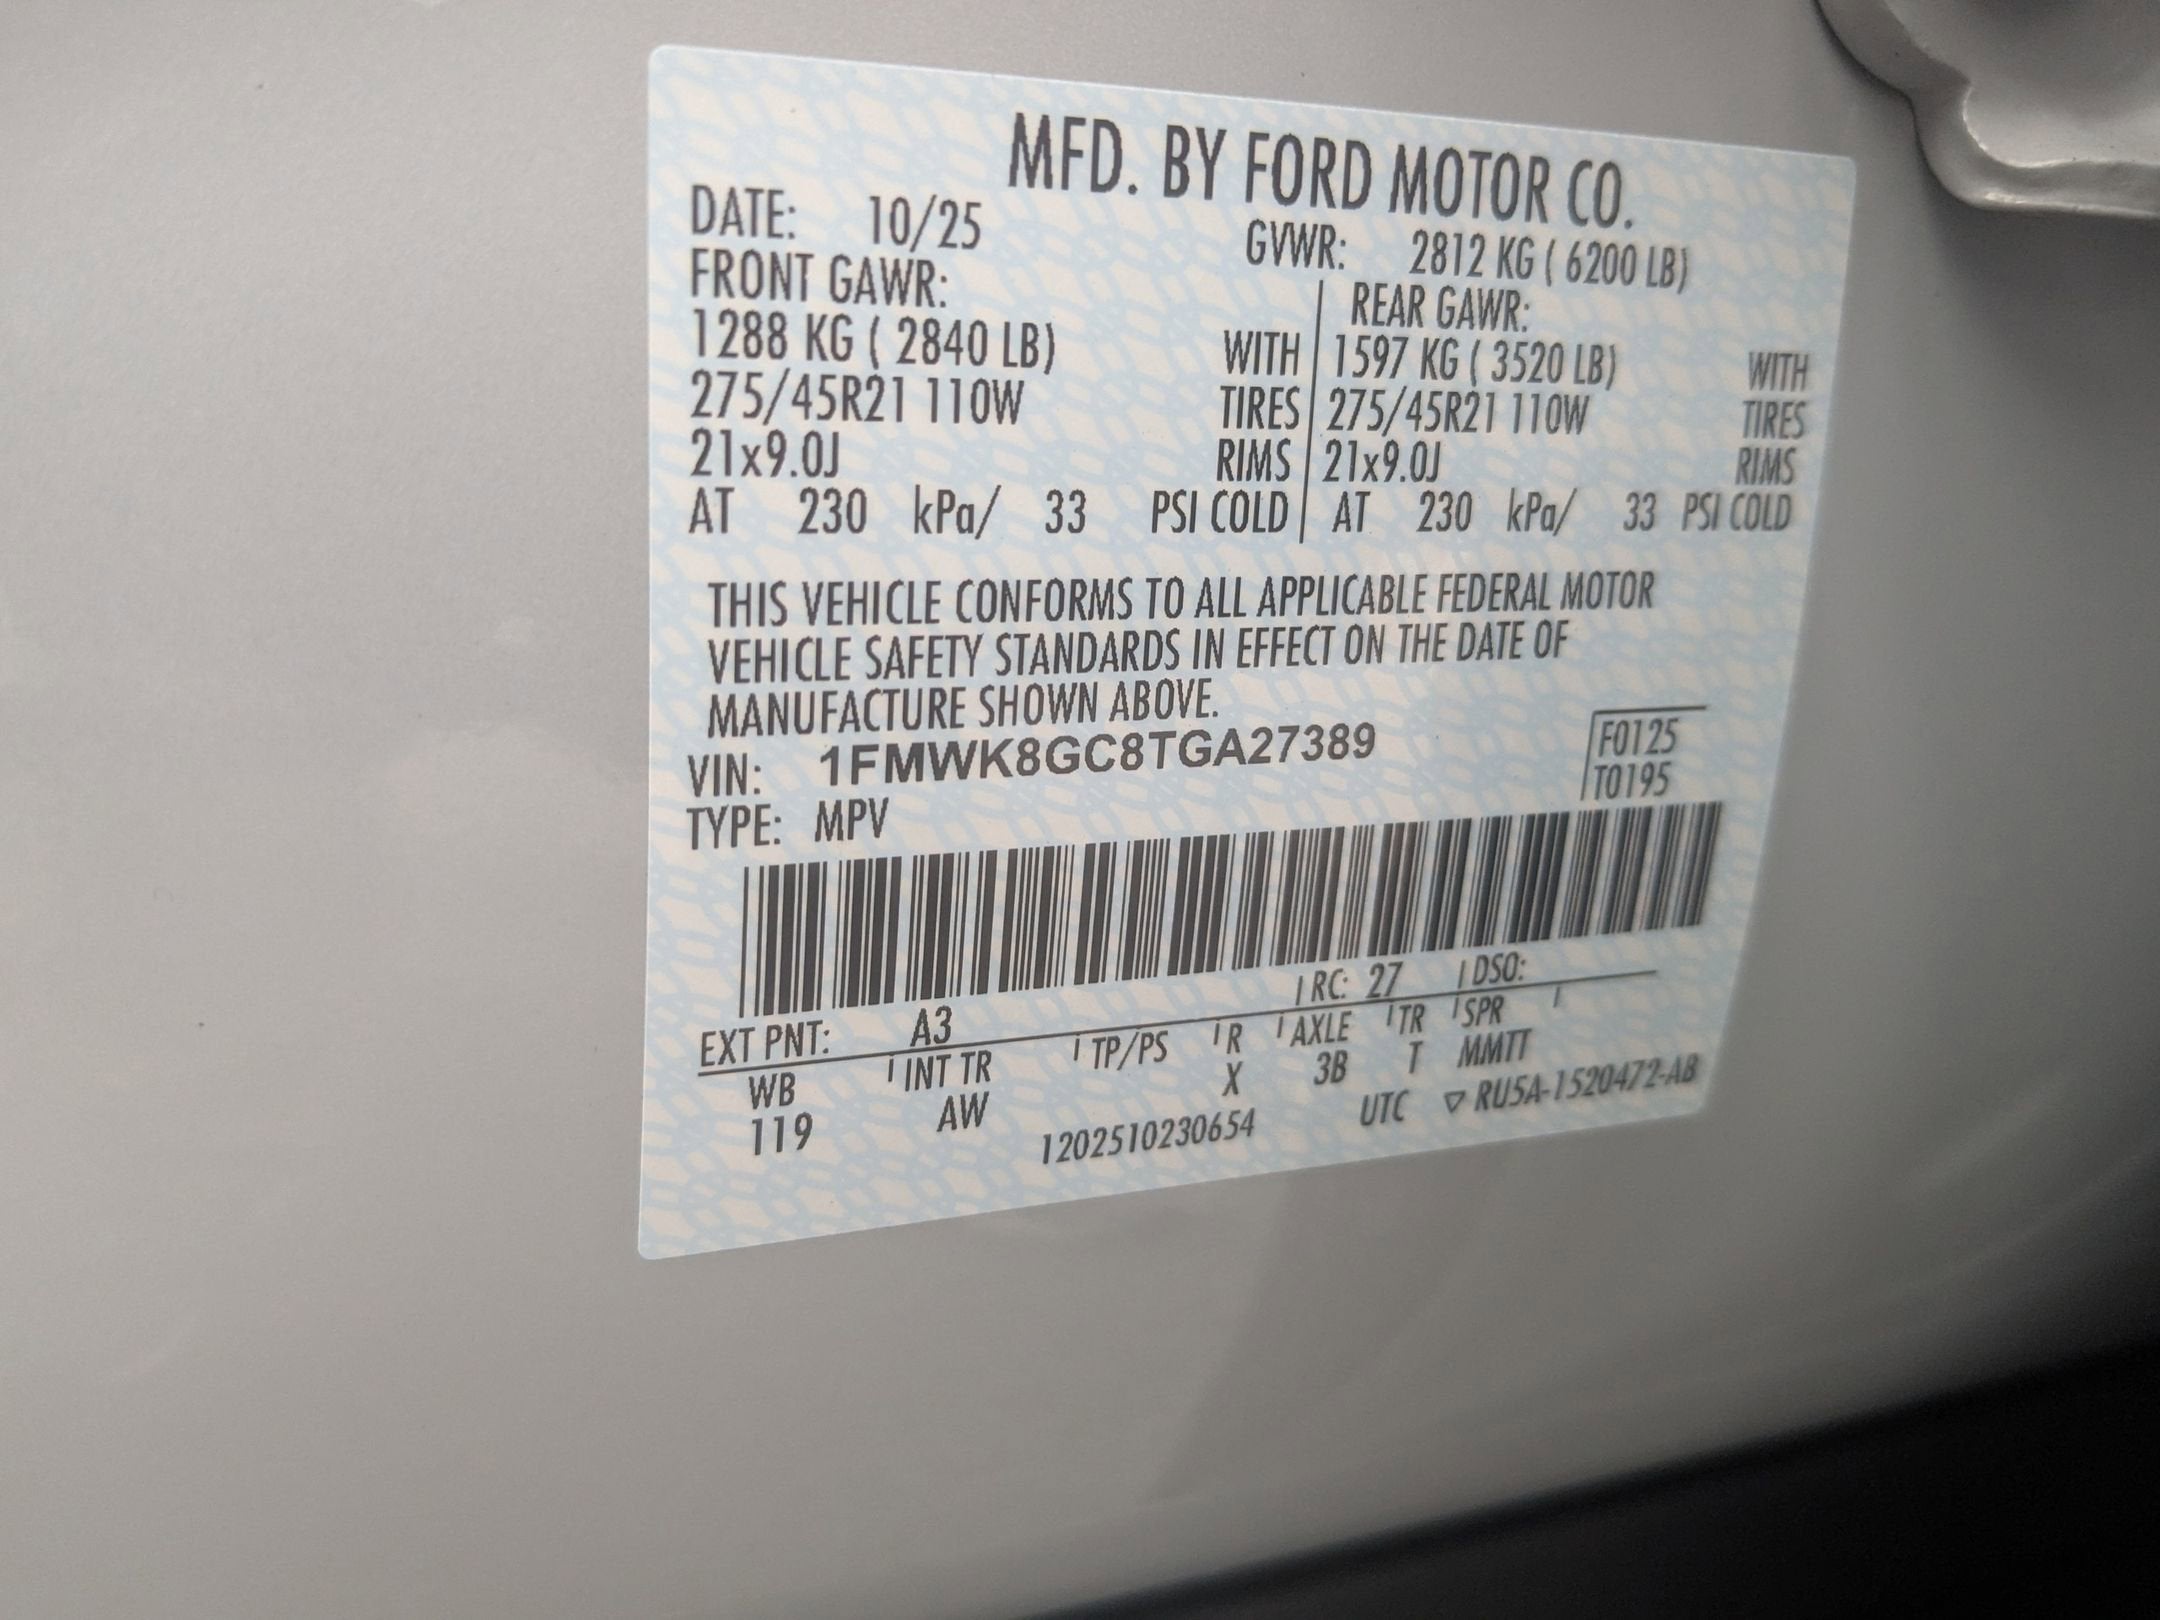 MFD. BY FORD MOTOR CO.
DATE: 10/25 GVWR: 2812 KG ( 6200 LB)
FRONT GAWR: REAR GAWR:
1288 KG ( 2840 LB) WITH 1597 KG ( 3520 LB) WITH
275/45R21 110W TIRES 275/45R21 110W TIRES
21x9.0J RIMS 21x9.0J RIMS
AT 230 kPa/ 33 PSI COLD AT 230 kPa/ 33 PSI COLD
THIS VEHICLE CONFORMS TO ALL APPLICABLE FEDERAL MOTOR
VEHICLE SAFETY STANDARDS IN EFFECT ON THE DATE OF
MANUFACTURE SHOWN ABOVE.
VIN: 1FMWK8GC8TGA27389 F0125
TYPE: MPV T0195
EXT PNT: A3 RC: 27 DSO:
WB INT TR TP/PS R AXLE TR SPR
119 AW X 3B T MMTT
1202510230654 UTC ▽ RU5A-1520472-AB